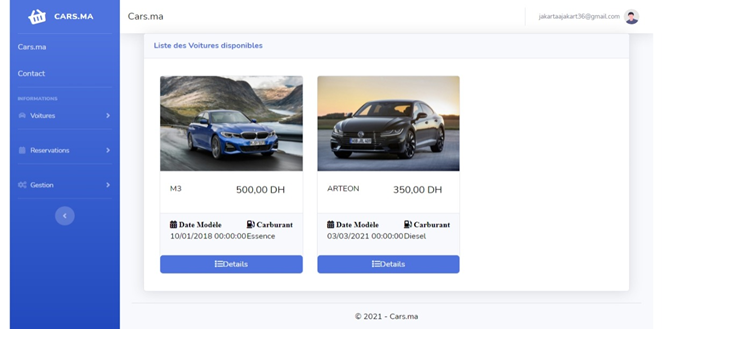 CARS.MA
Cars.ma
jakartaajakart36@gmail.com
Cars.ma
Contact
INFORMATIONS
Voitures
Reservations
Gestion
Liste des Voitures disponibles
M3 500,00 DH
Date Modèle Carburant
10/01/2018 00:00:00 Essence
Details
ARTEON 350,00 DH
Date Modèle Carburant
03/03/2021 00:00:00 Diesel
Details
© 2021 - Cars.ma